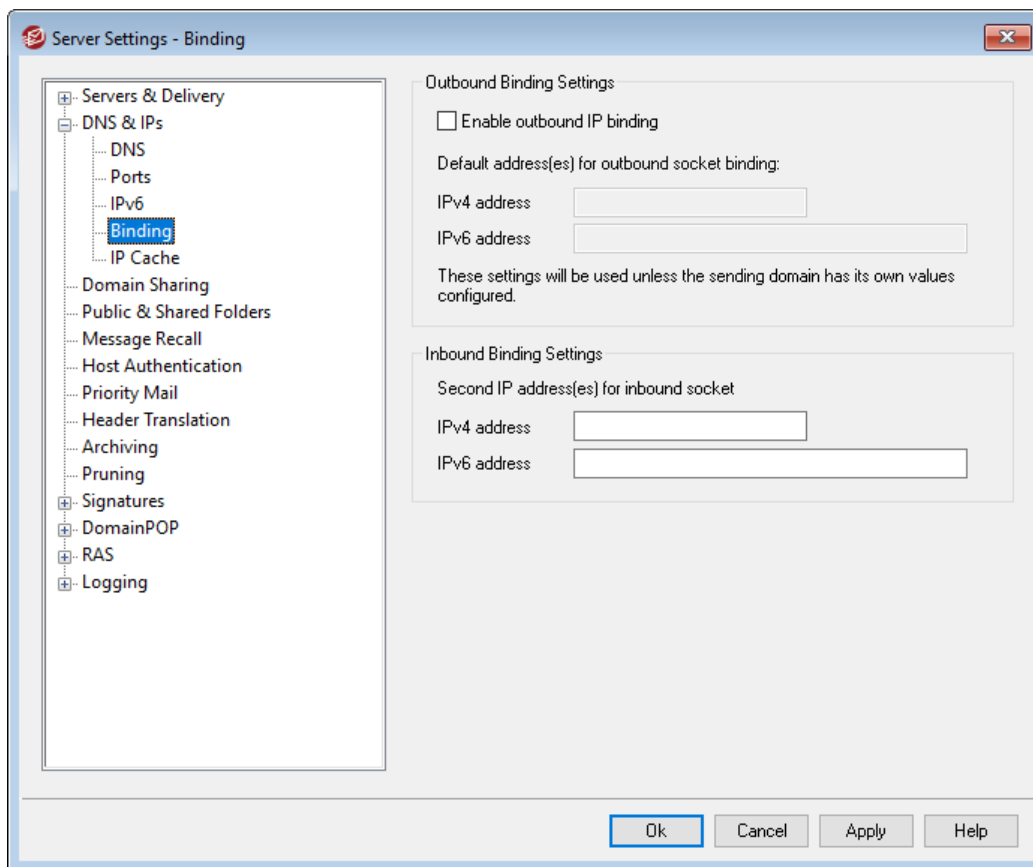 Server Settings - Binding
Servers & Delivery
DNS & IPs
DNS
Ports
IPv6
Binding
IP Cache
Domain Sharing
Public & Shared Folders
Message Recall
Host Authentication
Priority Mail
Header Translation
Archiving
Pruning
Signatures
DomainPOP
RAS
Logging
Outbound Binding Settings
Enable outbound IP binding
Default address(es) for outbound socket binding:
IPv4 address
IPv6 address
These settings will be used unless the sending domain has its own values
configured.
Inbound Binding Settings
Second IP address(es) for inbound socket
IPv4 address
IPv6 address
Ok Cancel Apply Help